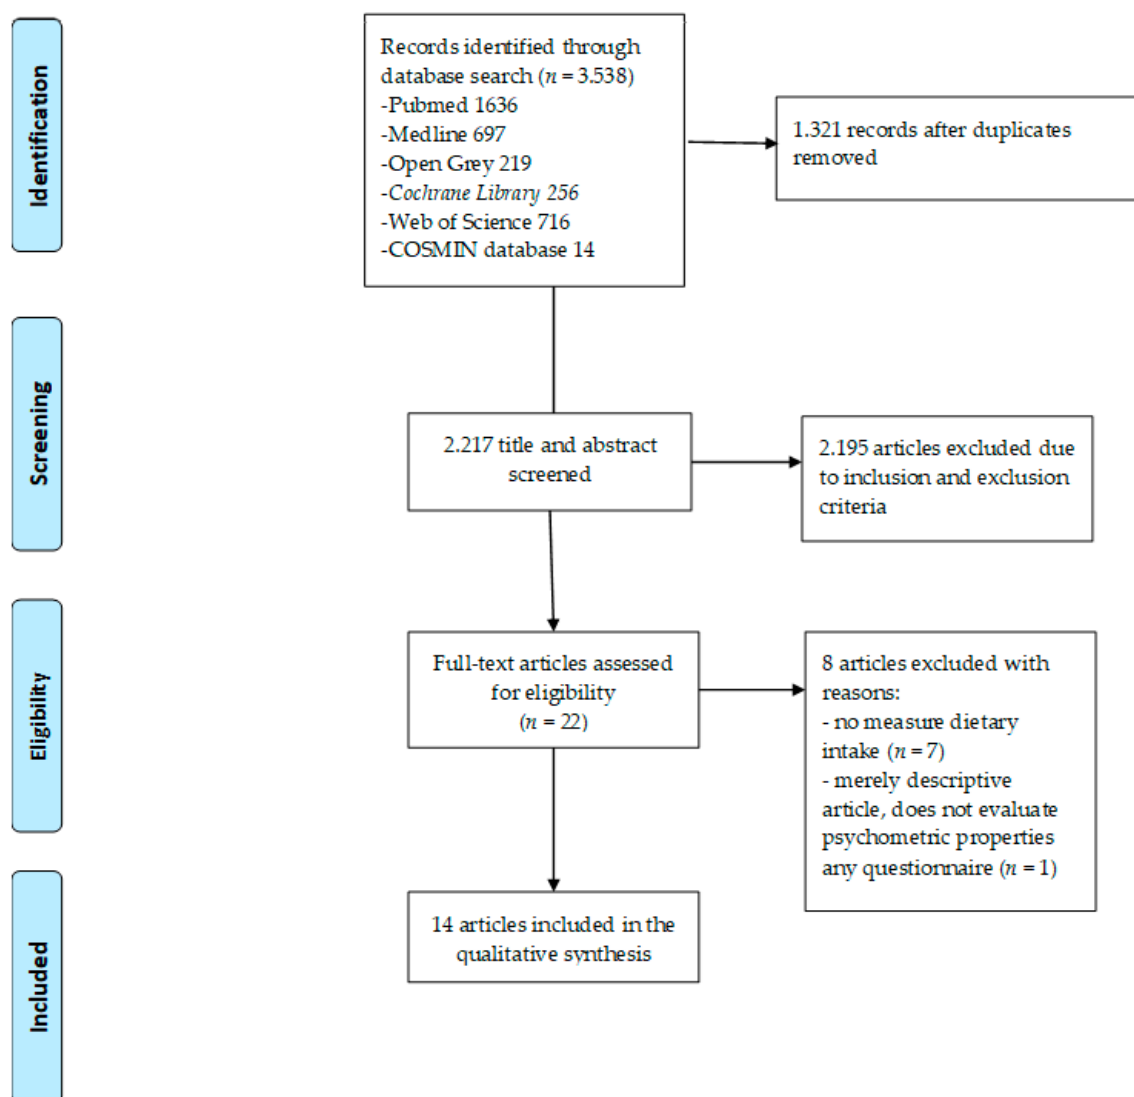 Identification
Records identified through
database search (n = 3.538)
-Pubmed 1636
-Medline 697
-Open Grey 219
-Cochrane Library 256
-Web of Science 716
-COSMIN database 14
1.321 records after duplicates
removed
Screening
2.217 title and abstract
screened
2.195 articles excluded due
to inclusion and exclusion
criteria
Eligibility
Full-text articles assessed
for eligibility
(n = 22)
8 articles excluded with
reasons:
- no measure dietary
intake (n = 7)
- merely descriptive
article, does not evaluate
psychometric properties
any questionnaire (n = 1)
Included
14 articles included in the
qualitative synthesis